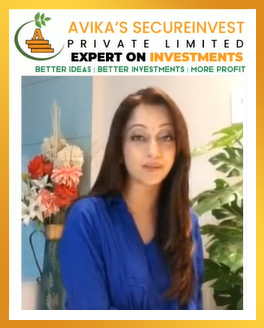 AVIKA'S SECUREINVEST
PRIVATE LIMITED
EXPERT ON INVESTMENTS
BETTER IDEAS | BETTER INVESTMENTS | MORE PROFIT